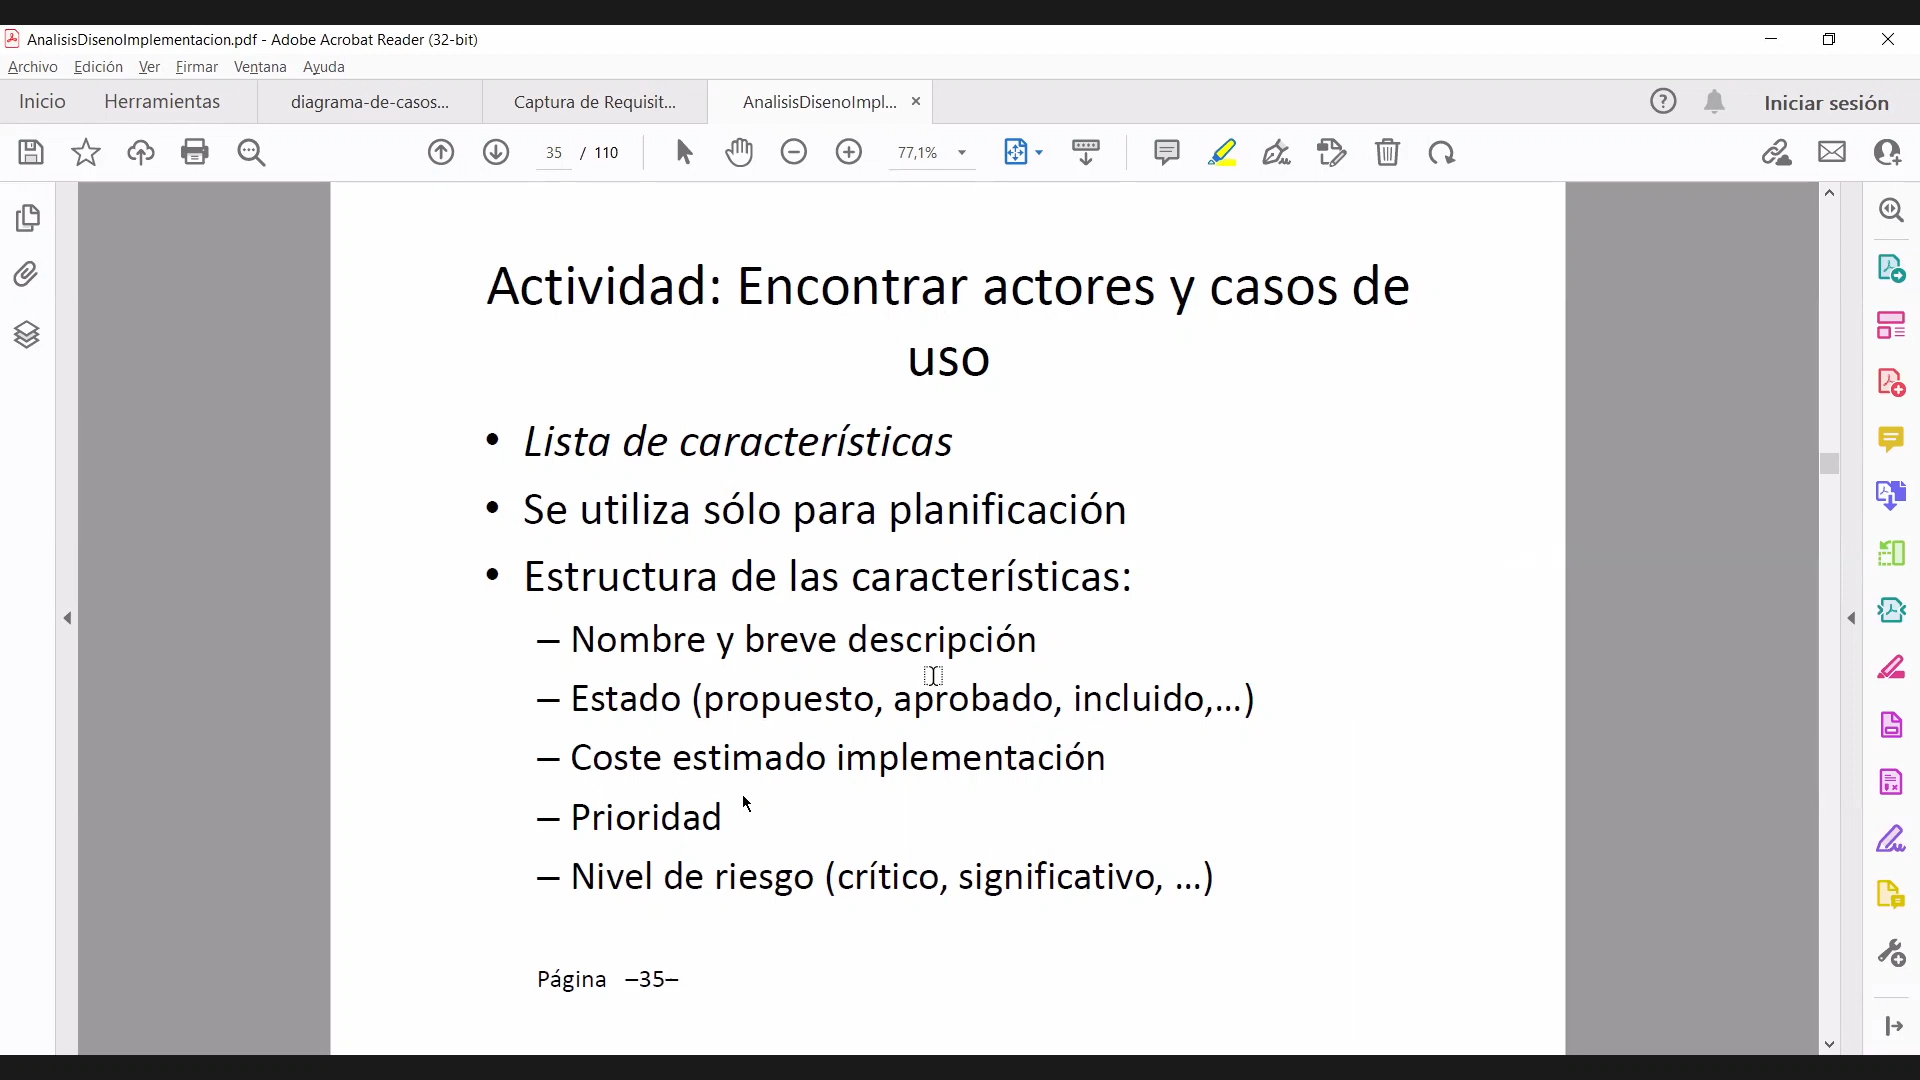 AnalisisDisenoImplementacion.pdf - Adobe Acrobat Reader (32-bit)
Archivo Edición Ver Firmar Ventana Ayuda
Inicio Herramientas diagrama-de-casos... Captura de Requisit... AnalisisDisenoImpl... Iniciar sesión
35 / 110 77,1%
Actividad: Encontrar actores y casos de
uso
• Lista de características
• Se utiliza sólo para planificación
• Estructura de las características:
– Nombre y breve descripción
– Estado (propuesto, aprobado, incluido,...)
– Coste estimado implementación
– Prioridad
– Nivel de riesgo (crítico, significativo, ...)
Página –35–